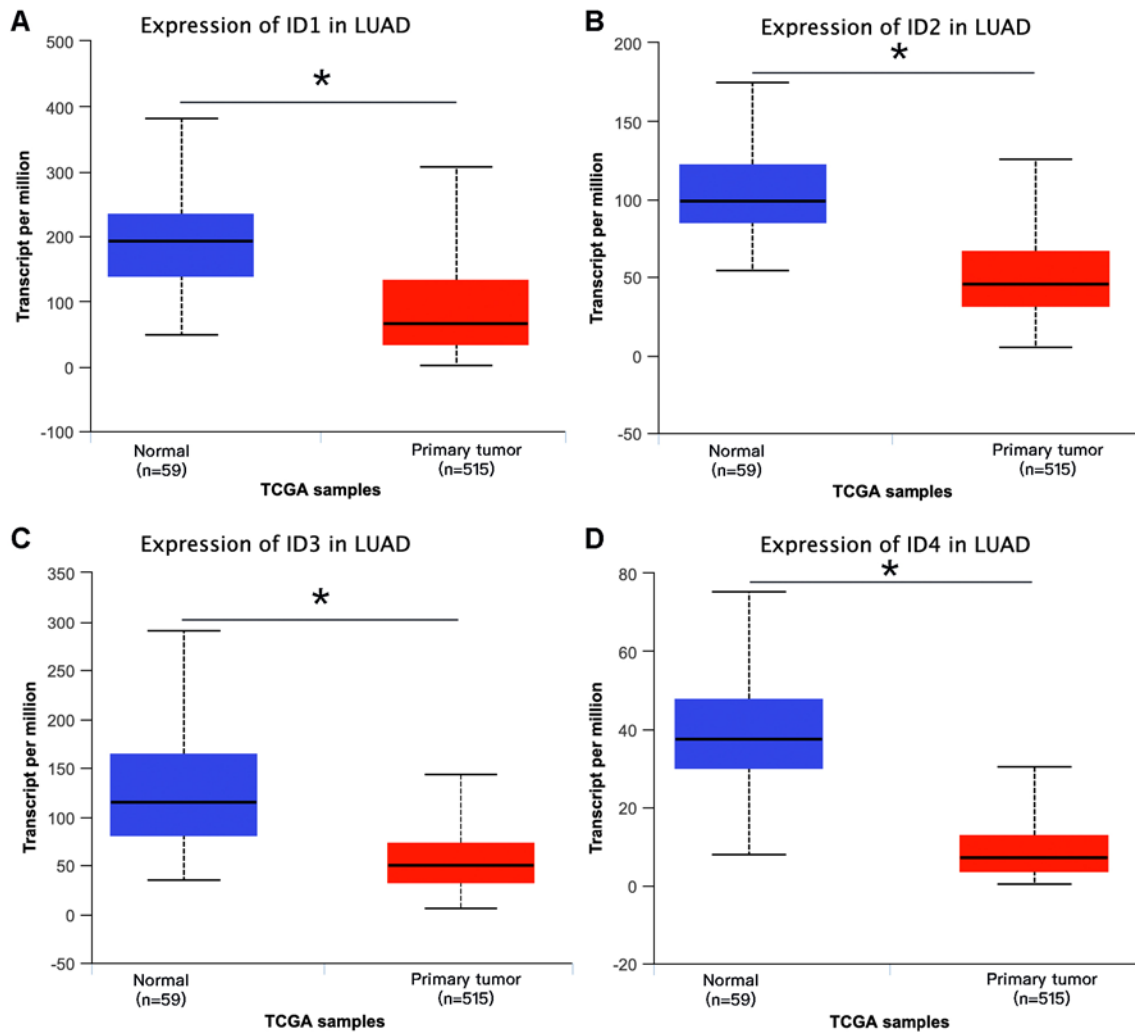 A
Expression of ID1 in LUAD
500
400
300
200
100
0
-100
Transcript per million
*
Normal
(n=59)
Primary tumor
(n=515)
TCGA samples
B
Expression of ID2 in LUAD
200
150
100
50
0
-50
Transcript per million
*
Normal
(n=59)
Primary tumor
(n=515)
TCGA samples
C
Expression of ID3 in LUAD
350
300
250
200
150
100
50
0
-50
Transcript per million
*
Normal
(n=59)
Primary tumor
(n=515)
TCGA samples
D
Expression of ID4 in LUAD
80
60
40
20
0
-20
Transcript per million
*
Normal
(n=59)
Primary tumor
(n=515)
TCGA samples